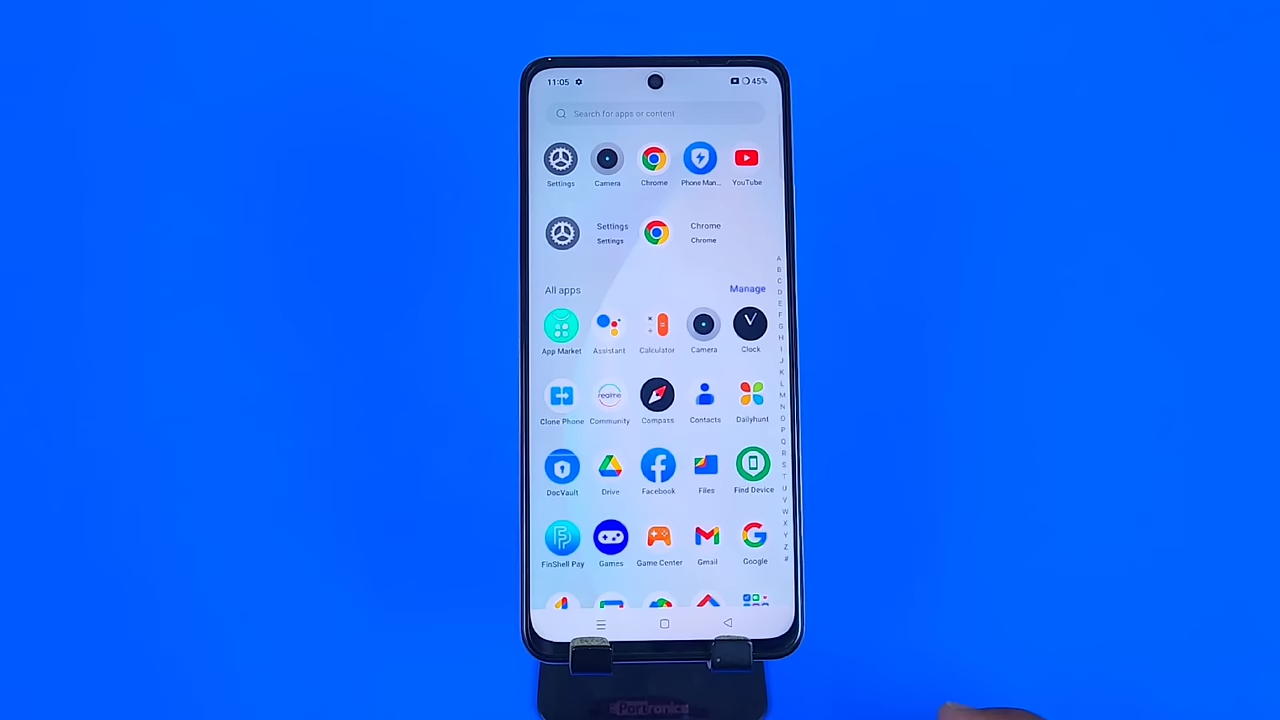 11:05 45%
Search for apps or content
Settings Camera Chrome Phone Man... YouTube
Settings Chrome
Settings Chrome
All apps Manage
App Market Assistant Calculator Camera Clock
realme
Clone Phone Community Compass Contacts Dailyhunt
DocVault Drive Facebook Files Find Device
FinShell Pay Games Game Center Gmail Google
A
B
C
D
E
F
G
H
I
J
K
L
M
N
O
P
Q
R
S
T
U
V
W
X
Y
Z
#
Portronics